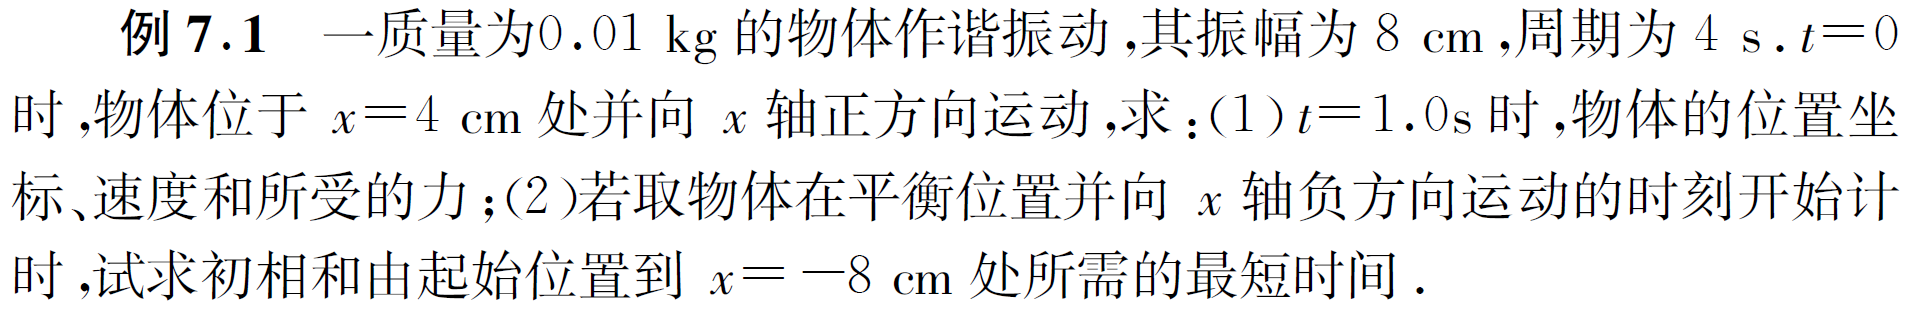 例 7.1 一质量为0.01 kg 的物体作谐振动,其振幅为 8 cm,周期为 4 s. t=0
时,物体位于 x=4 cm 处并向 x 轴正方向运动,求:(1) t=1.0s 时,物体的位置坐
标、速度和所受的力;(2)若取物体在平衡位置并向 x 轴负方向运动的时刻开始计
时,试求初相和由起始位置到 x=-8 cm 处所需的最短时间.